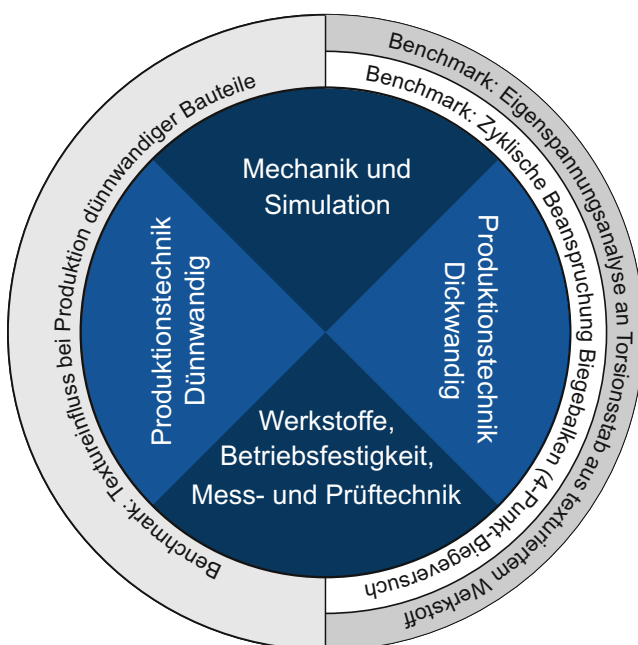 Benchmark: Textureinfluss bei Produktion dünnwandiger Bauteile
Benchmark: Eigenspannungsanalyse an Torsionsstab aus texturiertem Werkstoff
Benchmark: Zyklische Beanspruchung Biegebalken (4-Punkt-Biegeversuch
Mechanik und
Simulation
Produktionstechnik
Dünnwandig
Produktionstechnik
Dickwandig
Werkstoffe,
Betriebsfestigkeit,
Mess- und Prüftechnik